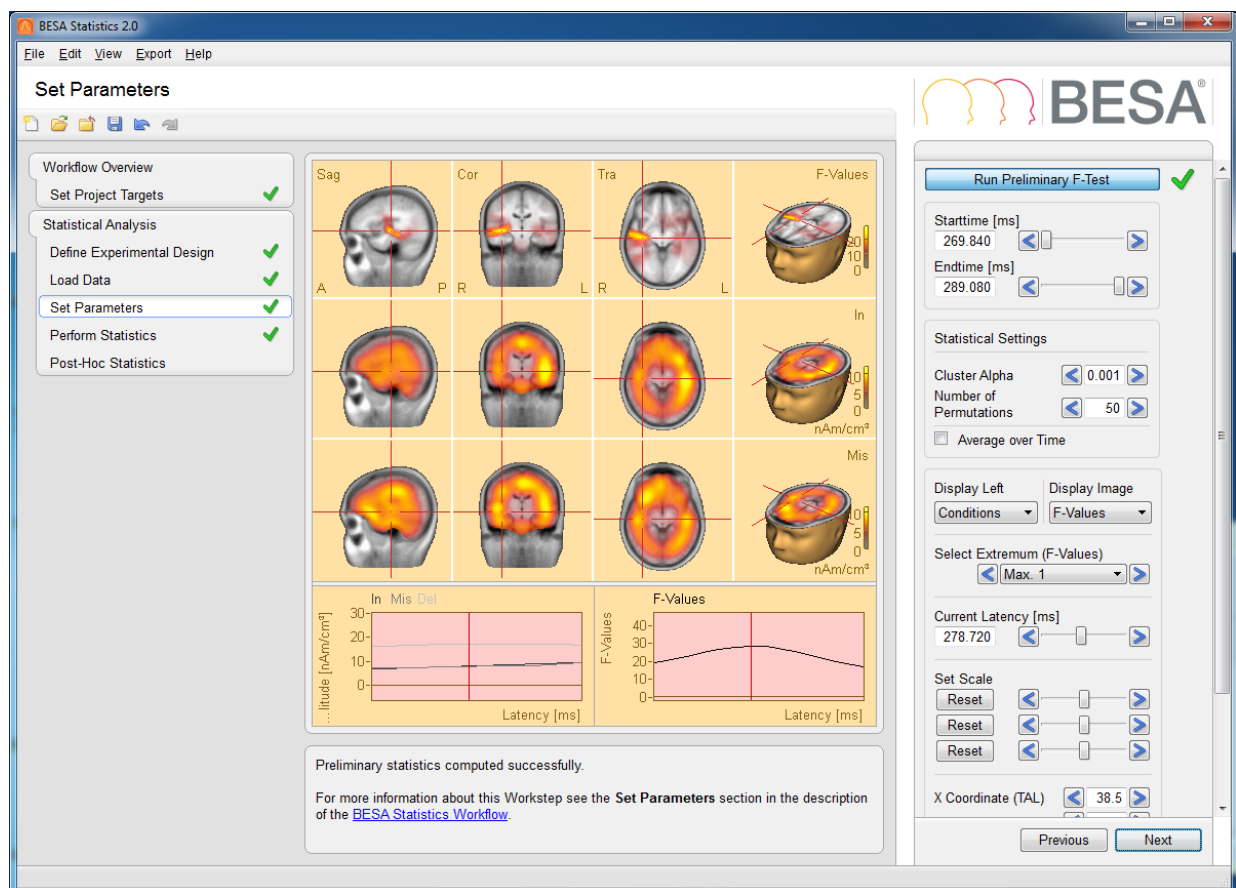 BESA Statistics 2.0
File Edit View Export Help
Set Parameters
BESA®
Workflow Overview
Set Project Targets
Statistical Analysis
Define Experimental Design
Load Data
Set Parameters
Perform Statistics
Post-Hoc Statistics
Sag Cor Tra F-Values
20
10
0
A P R L R L
In
10
5
0
nAm/cm³
Mis
10
5
0
nAm/cm³
In Mis Del
...litude [nAm/cm³]
30
20
10
0
Latency [ms]
F-Values
F-Values
40
30
20
10
0
Latency [ms]
Preliminary statistics computed successfully.
For more information about this Workstep see the Set Parameters section in the description
of the BESA Statistics Workflow.
Run Preliminary F-Test
Starttime [ms]
269.840
Endtime [ms]
289.080
Statistical Settings
Cluster Alpha 0.001
Number of
Permutations 50
Average over Time
Display Left Display Image
Conditions F-Values
Select Extremum (F-Values)
Max. 1
Current Latency [ms]
278.720
Set Scale
Reset
Reset
Reset
X Coordinate (TAL) 38.5
Previous Next